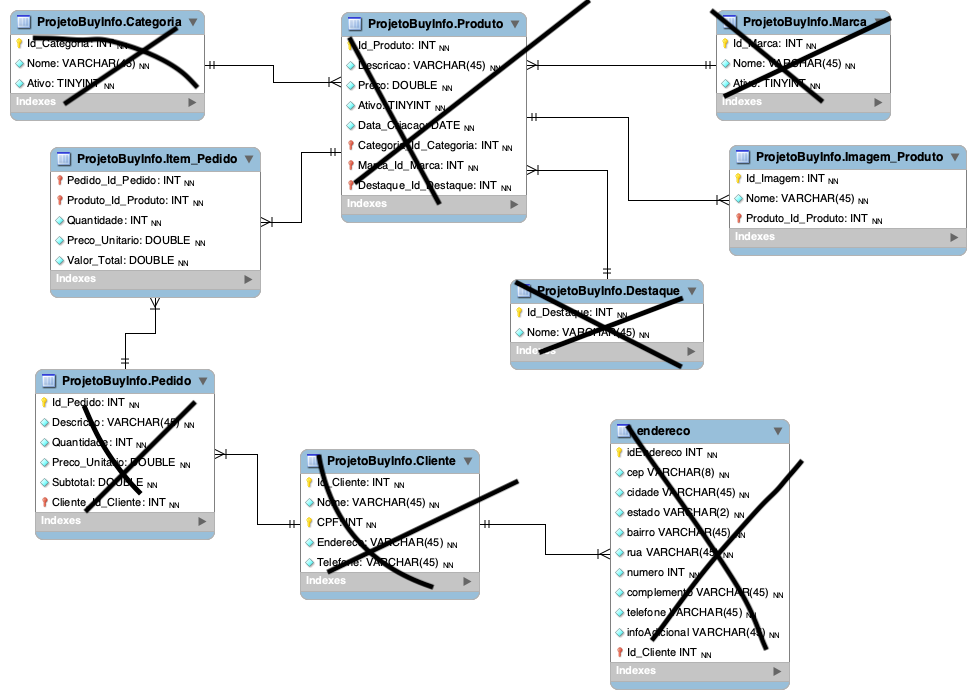 ProjetoBuyInfo.Categoria
Id_Categoria: INT NN
Nome: VARCHAR(45) NN
Ativo: TINYINT NN
Indexes
ProjetoBuyInfo.Produto
Id_Produto: INT NN
Descricao: VARCHAR(45) NN
Preco: DOUBLE NN
Ativo: TINYINT NN
Data_Criacao: DATE NN
Categoria_Id_Categoria: INT NN
Marca_Id_Marca: INT NN
Destaque_Id_Destaque: INT NN
Indexes
ProjetoBuyInfo.Marca
Id_Marca: INT NN
Nome: VARCHAR(45) NN
Ativo: TINYINT NN
Indexes
ProjetoBuyInfo.Item_Pedido
Pedido_Id_Pedido: INT NN
Produto_Id_Produto: INT NN
Quantidade: INT NN
Preco_Unitario: DOUBLE NN
Valor_Total: DOUBLE NN
Indexes
ProjetoBuyInfo.Imagem_Produto
Id_Imagem: INT NN
Nome: VARCHAR(45) NN
Produto_Id_Produto: INT NN
Indexes
ProjetoBuyInfo.Destaque
Id_Destaque: INT NN
Nome: VARCHAR(45) NN
Indexes
ProjetoBuyInfo.Pedido
Id_Pedido: INT NN
Descricao: VARCHAR(45) NN
Quantidade: INT NN
Preco_Unitario: DOUBLE NN
Subtotal: DOUBLE NN
Cliente_Id_Cliente: INT NN
Indexes
ProjetoBuyInfo.Cliente
Id_Cliente: INT NN
Nome: VARCHAR(45) NN
CPF: INT NN
Endereco: VARCHAR(45) NN
Telefone: VARCHAR(45) NN
Indexes
endereco
idEndereco INT NN
cep VARCHAR(8) NN
cidade VARCHAR(45) NN
estado VARCHAR(2) NN
bairro VARCHAR(45) NN
rua VARCHAR(45) NN
numero INT NN
complemento VARCHAR(45) NN
telefone VARCHAR(45) NN
infoAdicional VARCHAR(45) NN
Id_Cliente INT NN
Indexes